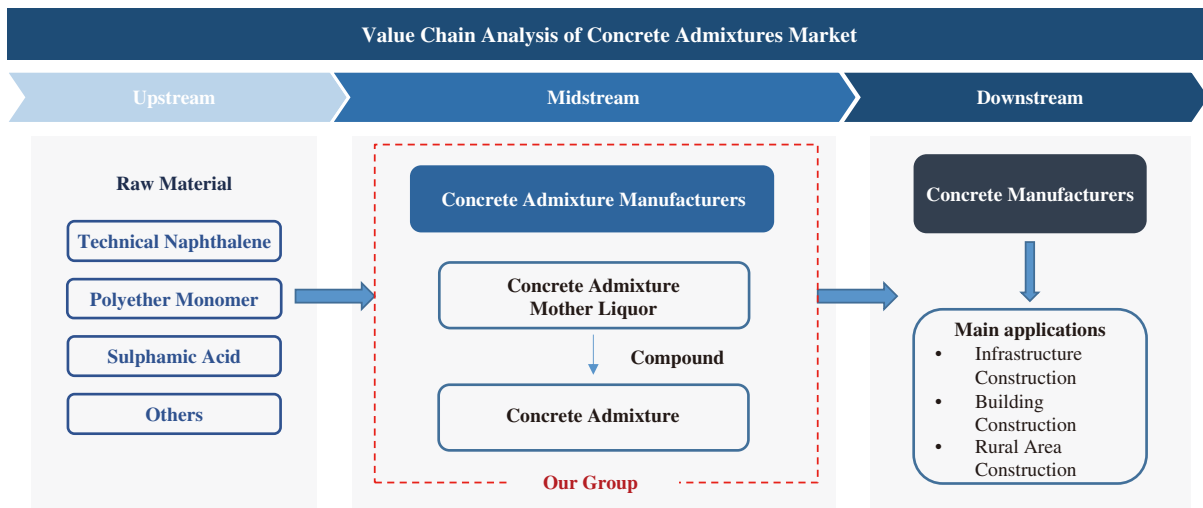 Value Chain Analysis of Concrete Admixtures Market
Upstream
Midstream
Downstream
Raw Material
Technical Naphthalene
Polyether Monomer
Sulphamic Acid
Others
Concrete Admixture Manufacturers
Concrete Admixture
Mother Liquor
Compound
Concrete Admixture
Our Group
Concrete Manufacturers
Main applications
• Infrastructure
Construction
• Building
Construction
• Rural Area
Construction